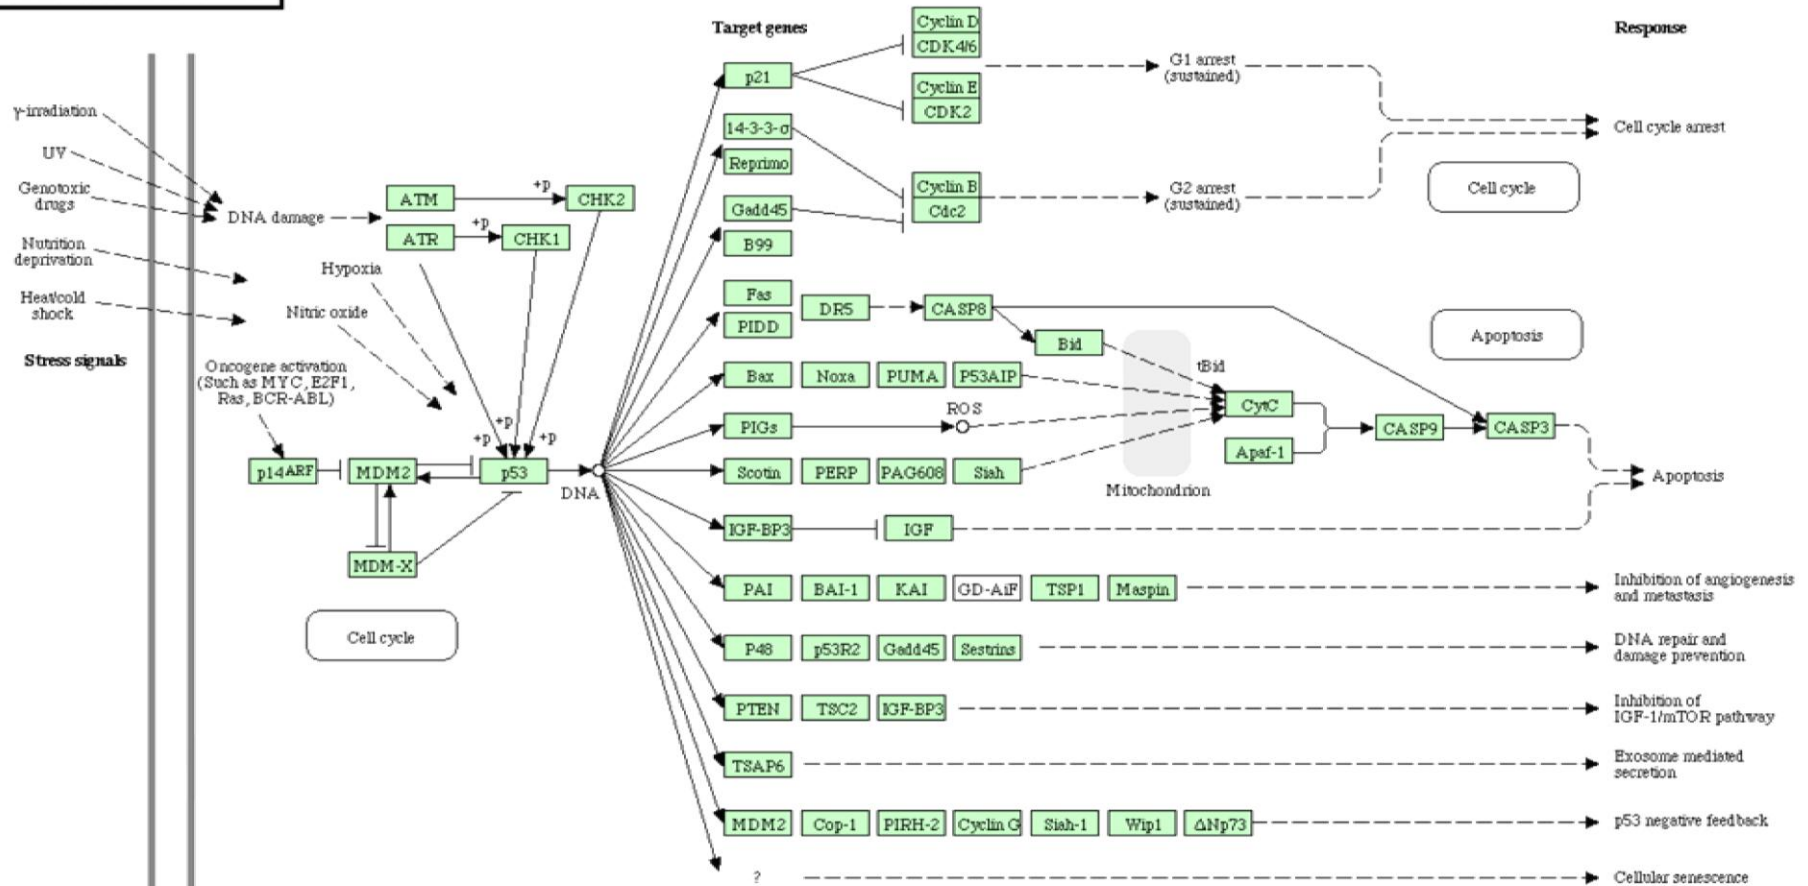 Target genes
Response
Cyclin D
CDK4/6
p21
G1 arrest
(sustained)
Cyclin E
CDK2
γ-irradiation
14-3-3-σ
Cell cycle arrest
UV
Reprimo
Genotoxic
drugs
ATM
+p
CHK2
Cyclin B
Cdc2
G2 arrest
(sustained)
Cell cycle
DNA damage
Gadd45
ATR
+p
CHK1
B99
Nutrition
deprivation
Hypoxia
Heat/cold
shock
Nitric oxide
Fas
PIDD
DR5
CASP8
Bid
Apoptosis
Stress signals
Oncogene activation
(Such as MYC, E2F1,
Ras, BCR-ABL)
Bax
Noxa
PUMA
P53AIP
tBid
CytC
ROS
PIGs
CASP9
CASP3
+p
+p
+p
Apaf-1
p14ARF
MDM2
p53
DNA
Scotin
PERP
PAG608
Siah
Mitochondrion
Apoptosis
IGF-BP3
IGF
MDM-X
PAI
BAI-1
KAI
GD-AiF
TSP1
Maspin
Inhibition of angiogenesis
and metastasis
Cell cycle
P48
p53R2
Gadd45
Sestrins
DNA repair and
damage prevention
PTEN
TSC2
IGF-BP3
Inhibition of
IGF-1/mTOR pathway
TSAP6
Exosome mediated
secretion
MDM2
Cop-1
PIRH-2
Cyclin G
Siah-1
Wip1
ΔNp73
p53 negative feedback
?
Cellular senescence